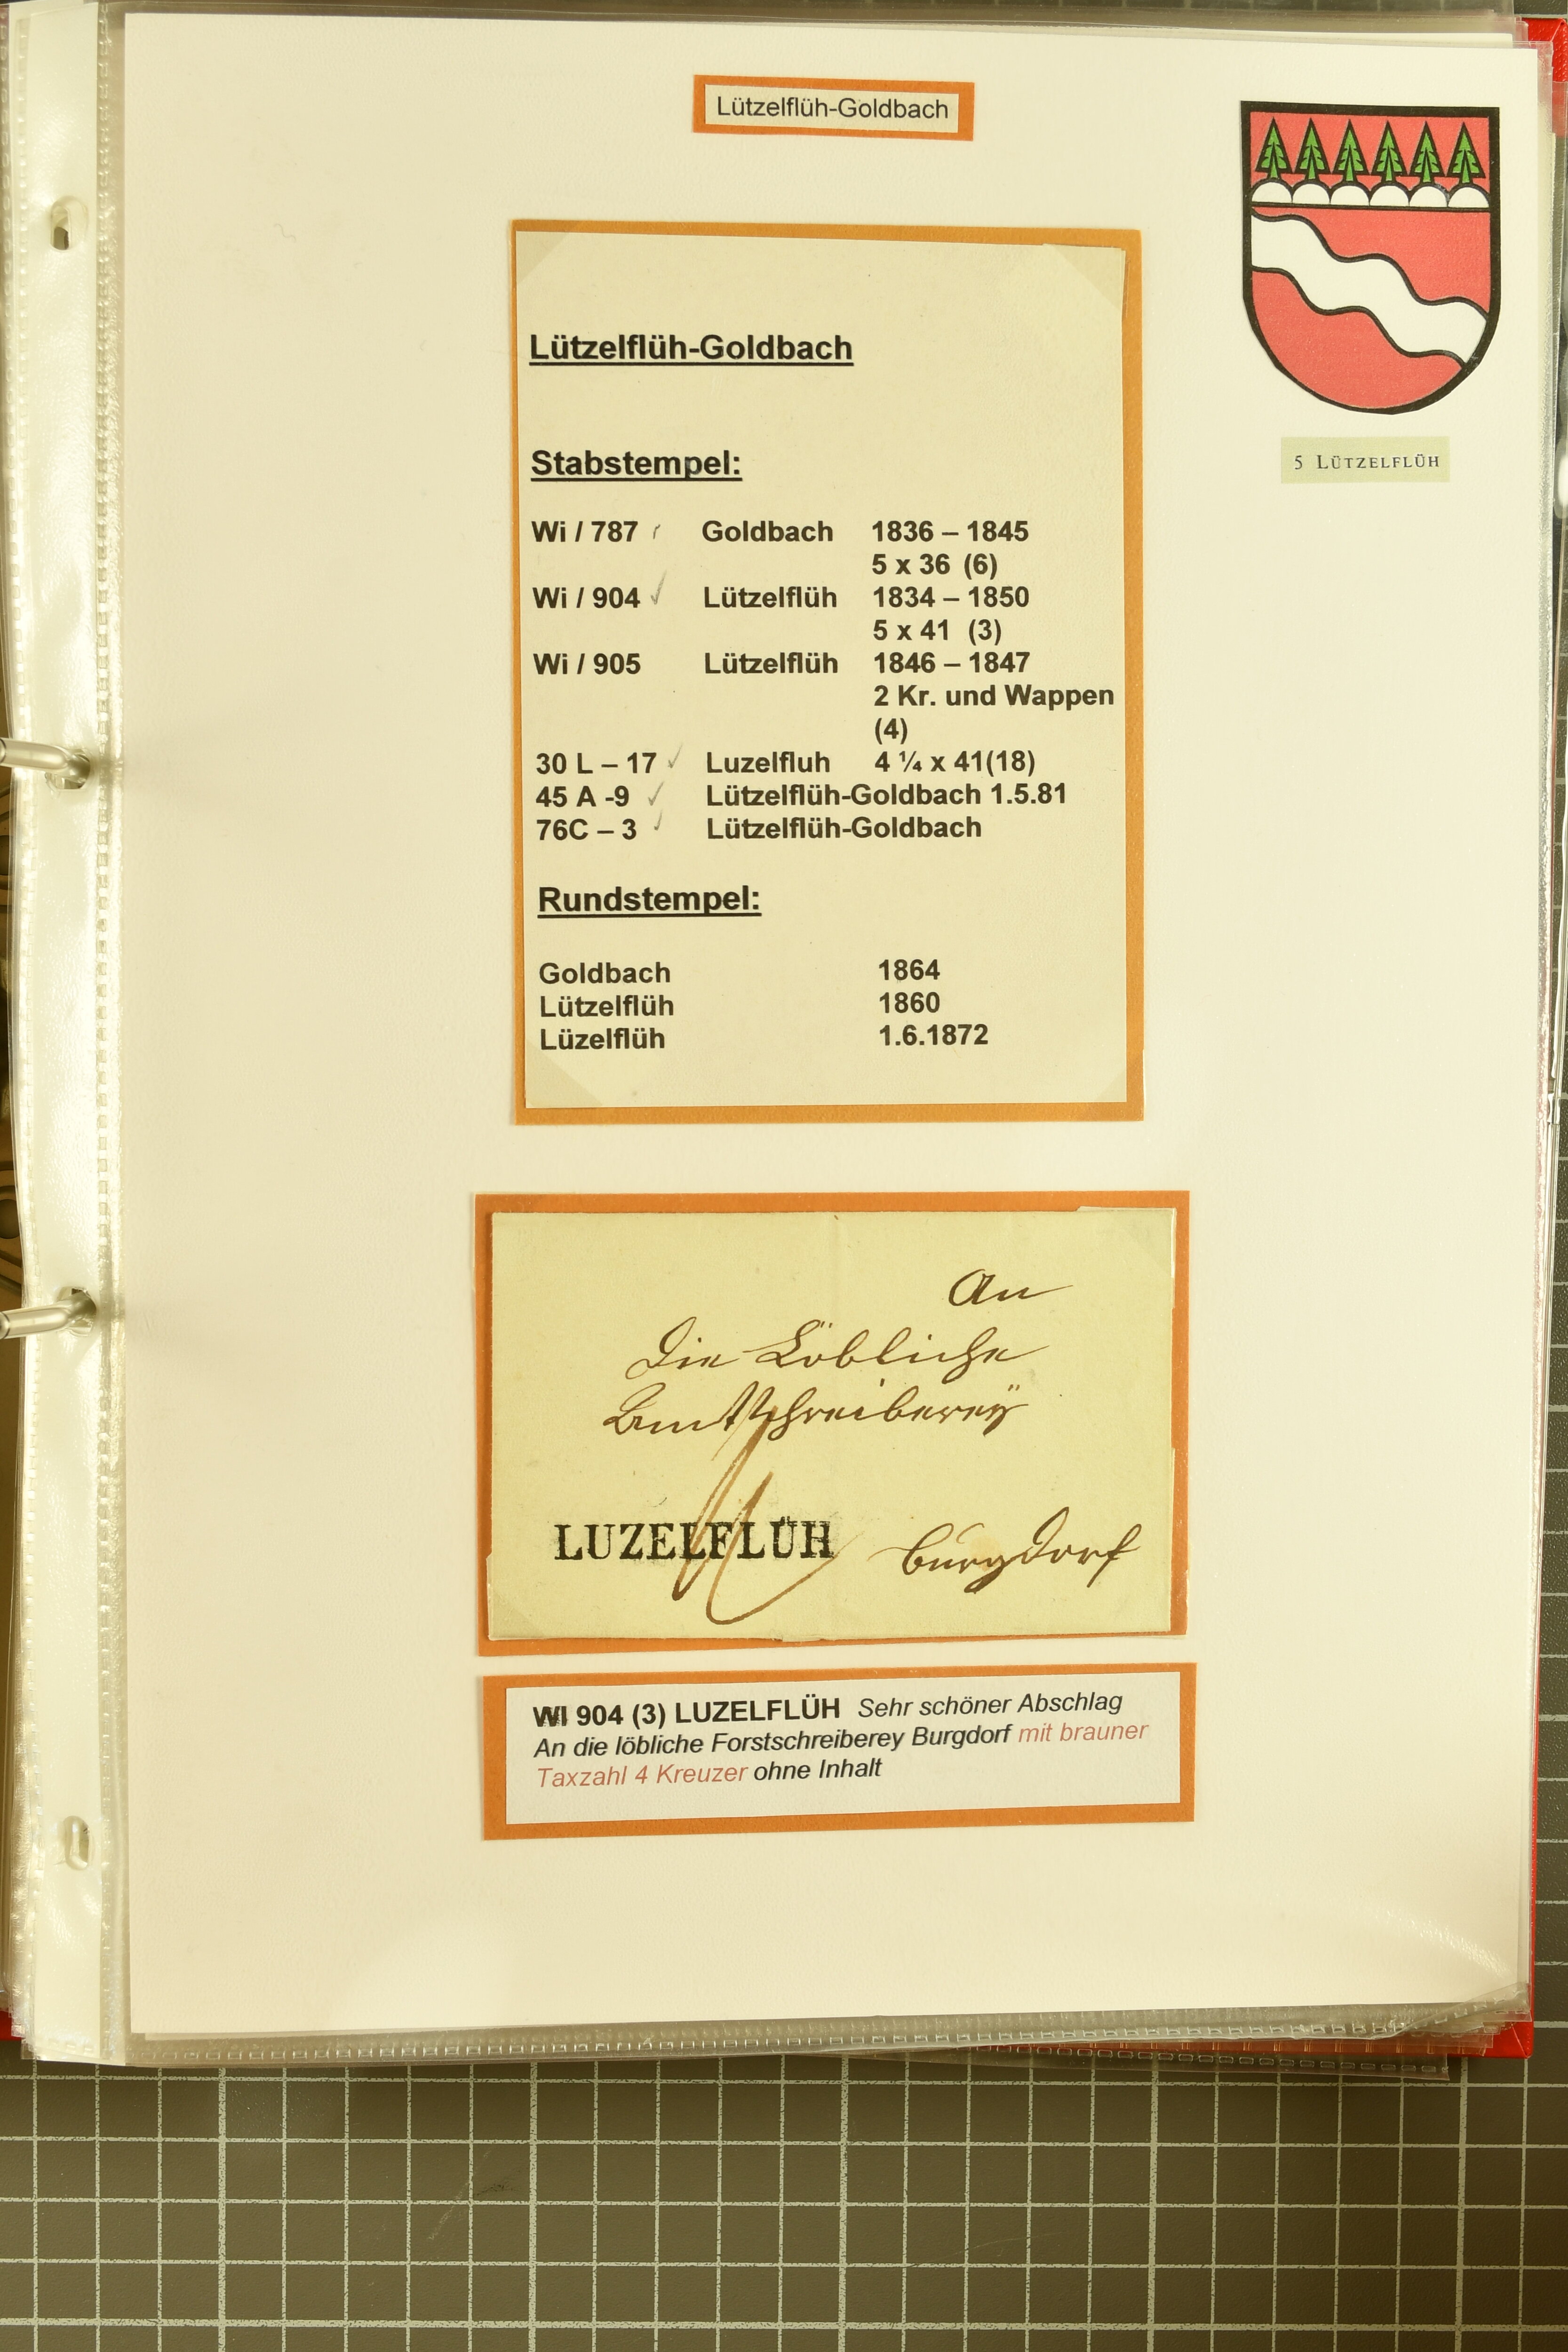 Lützelflüh-Goldbach
5 LÜTZELFLÜH
Lützelflüh-Goldbach
Stabstempel:
Wi / 787 Goldbach 1836 – 1845
5 x 36 (6)
Wi / 904 ✓ Lützelflüh 1834 – 1850
5 x 41 (3)
Wi / 905 Lützelflüh 1846 – 1847
2 Kr. und Wappen
(4)
30 L – 17 ✓ Luzelfluh 4 ¼ x 41(18)
45 A -9 ✓ Lützelflüh-Goldbach 1.5.81
76C – 3 ✓ Lützelflüh-Goldbach
Rundstempel:
Goldbach 1864
Lützelflüh 1860
Lüzelflüh 1.6.1872
An
Die Löbliche
Amtschreiberey
LUZELFLÜH Burgdorf
WI 904 (3) LUZELFLÜH Sehr schöner Abschlag
An die löbliche Forstschreiberey Burgdorf mit brauner
Taxzahl 4 Kreuzer ohne Inhalt